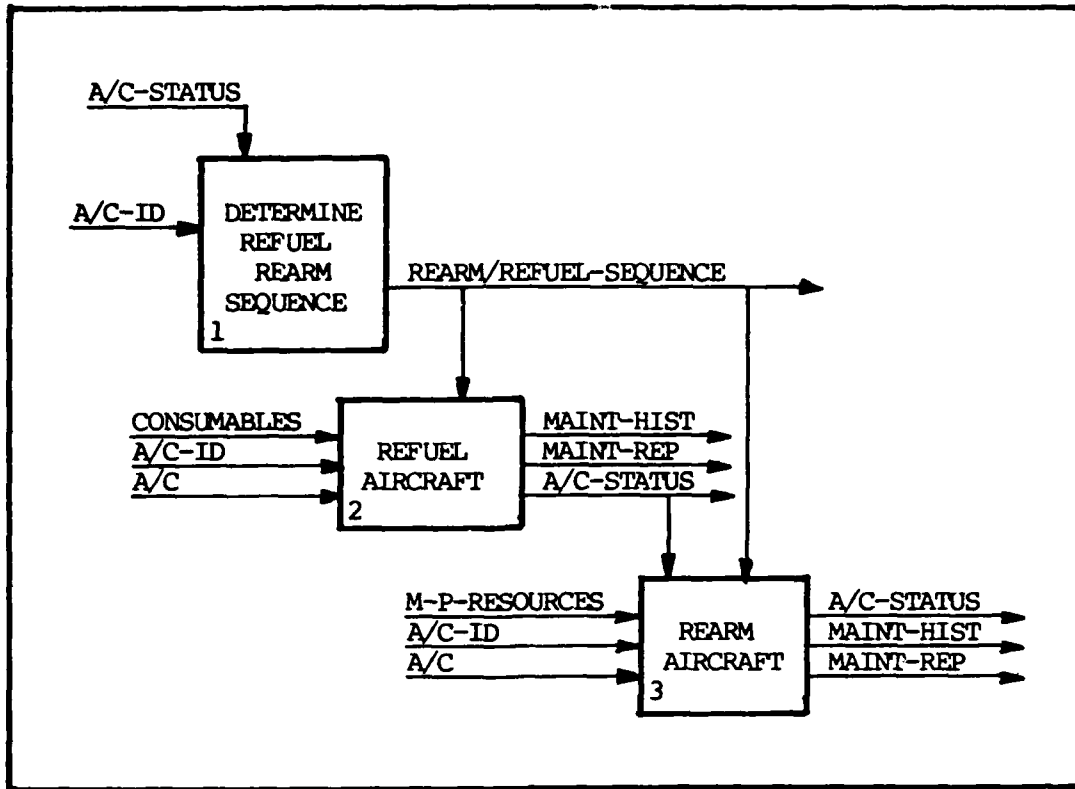 A/C-STATUS
A/C-ID
DETERMINE
REFUEL
REARM
SEQUENCE
1
REARM/REFUEL-SEQUENCE
CONSUMABLES
A/C-ID
A/C
REFUEL
AIRCRAFT
2
MAINT-HIST
MAINT-REP
A/C-STATUS
M-P-RESOURCES
A/C-ID
A/C
REARM
AIRCRAFT
3
A/C-STATUS
MAINT-HIST
MAINT-REP